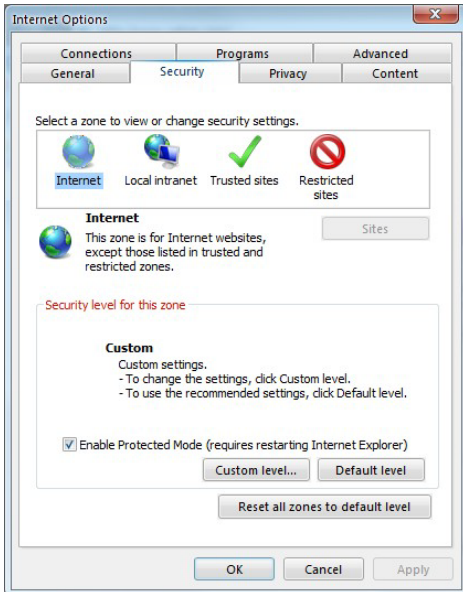 Internet Options
Connections Programs Advanced
General Security Privacy Content
Select a zone to view or change security settings.
Internet Local intranet Trusted sites Restricted
sites
Internet
Sites
This zone is for Internet websites,
except those listed in trusted and
restricted zones.
Security level for this zone
Custom
Custom settings.
- To change the settings, click Custom level.
- To use the recommended settings, click Default level.
Enable Protected Mode (requires restarting Internet Explorer)
Custom level... Default level
Reset all zones to default level
OK Cancel Apply